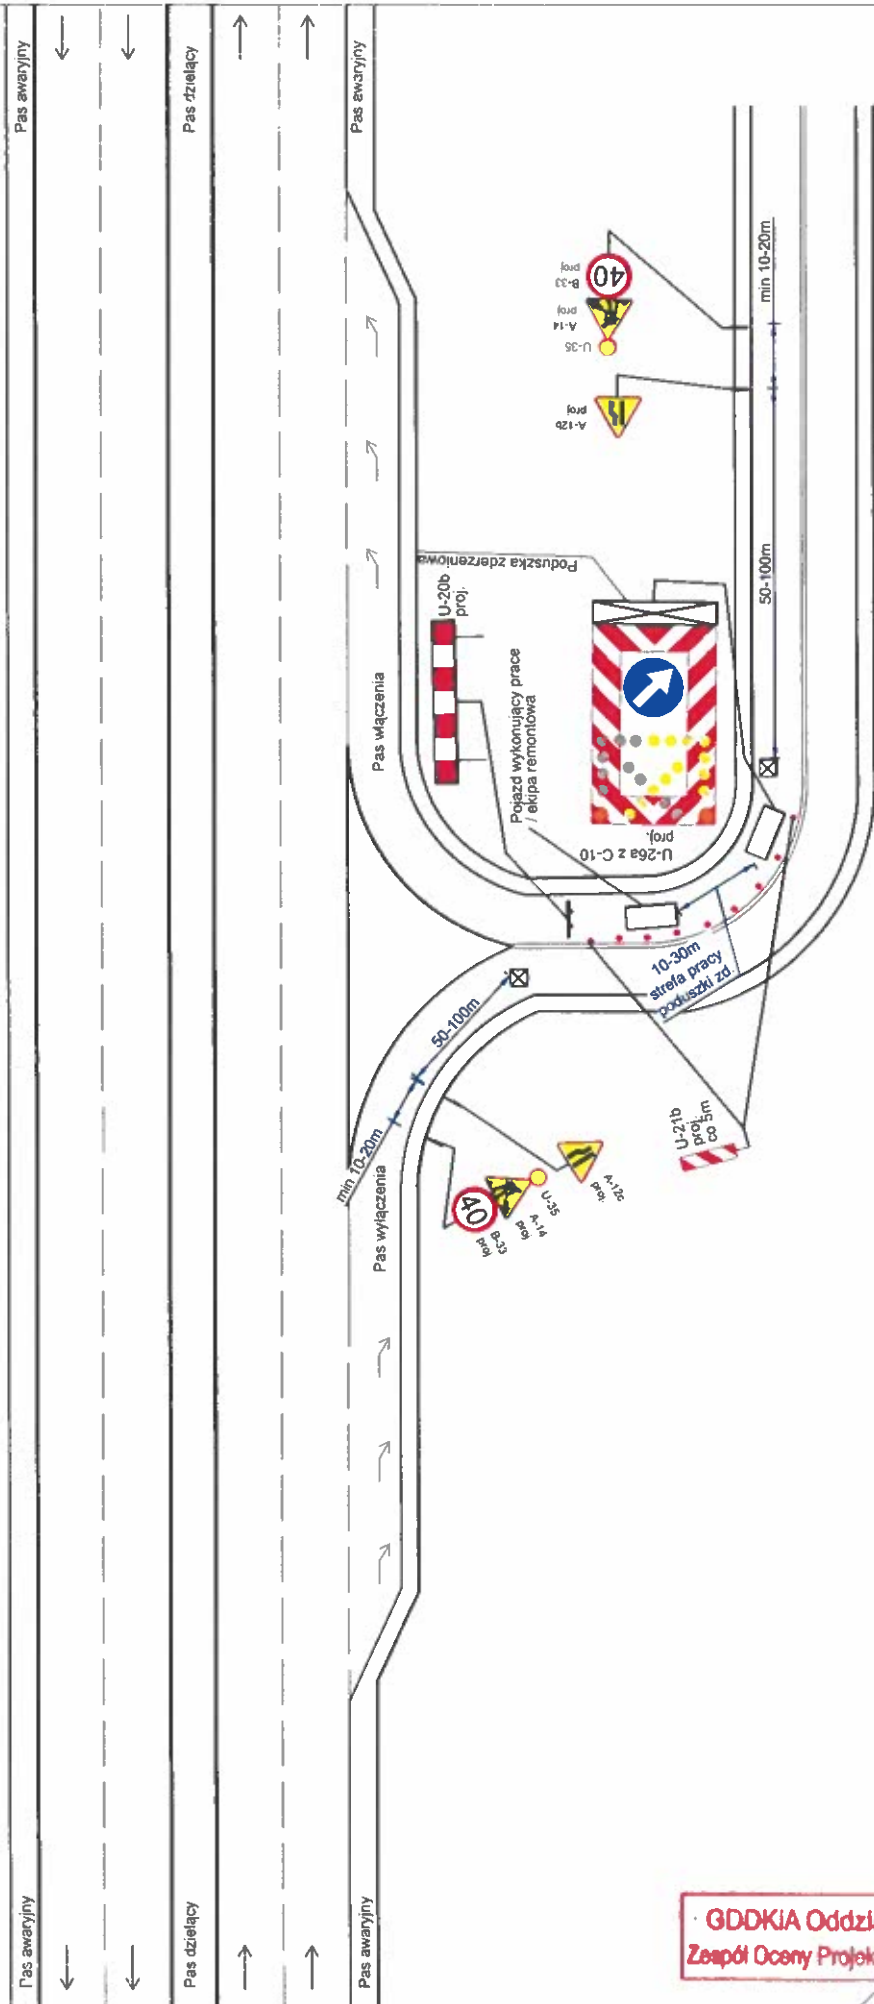 Pas awaryjny
Pas dzielący
Pas awaryjny
B-33
proj
40
A-14
proj
U-35
A-12b
proj
min 10-20m
50-100m
Poduszka zderzeniowa
U-20b
proj.
Pojazd wykonujący prace
/ ekipa remontowa
Pas włączenia
U-26a z C-10
proj.
10-30m
strefa pracy
poduszki zd.
50-100m
min 10-20m
U-21b
proj.
co 5m
Pas wyłączenia
40
B-33
proj
A-14
proj
U-35
A-12c
proj.
Pas awaryjny
Pas dzielący
Pas awaryjny
GDDKiA Oddzia
Zespół Oceny Projek